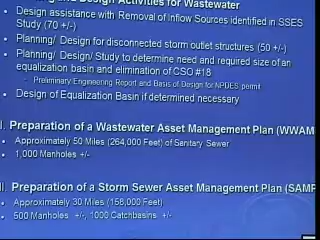 ng and Design Activities for Wastewater
• Design assistance with Removal of Inflow Sources identified in SSES
Study (70 +/-)
• Planning/ Design for disconnected storm outlet structures (50 +/-)
• Planning/ Design/ Study to determine need and required size of an
equalization basin and elimination of CSO #18
- Preliminary Engineering Report and Basis of Design for NPDES permit
• Design of Equalization Basin if determined necessary
I. Preparation of a Wastewater Asset Management Plan (WWAM
• Approximately 50 Miles (264,000 Feet) of Sanitary Sewer
• 1,000 Manholes +/-
II. Preparation of a Storm Sewer Asset Management Plan (SAMP
• Approximately 30 Miles (158,000 Feet)
• 500 Manholes +/-, 1000 Catchbasins +/-